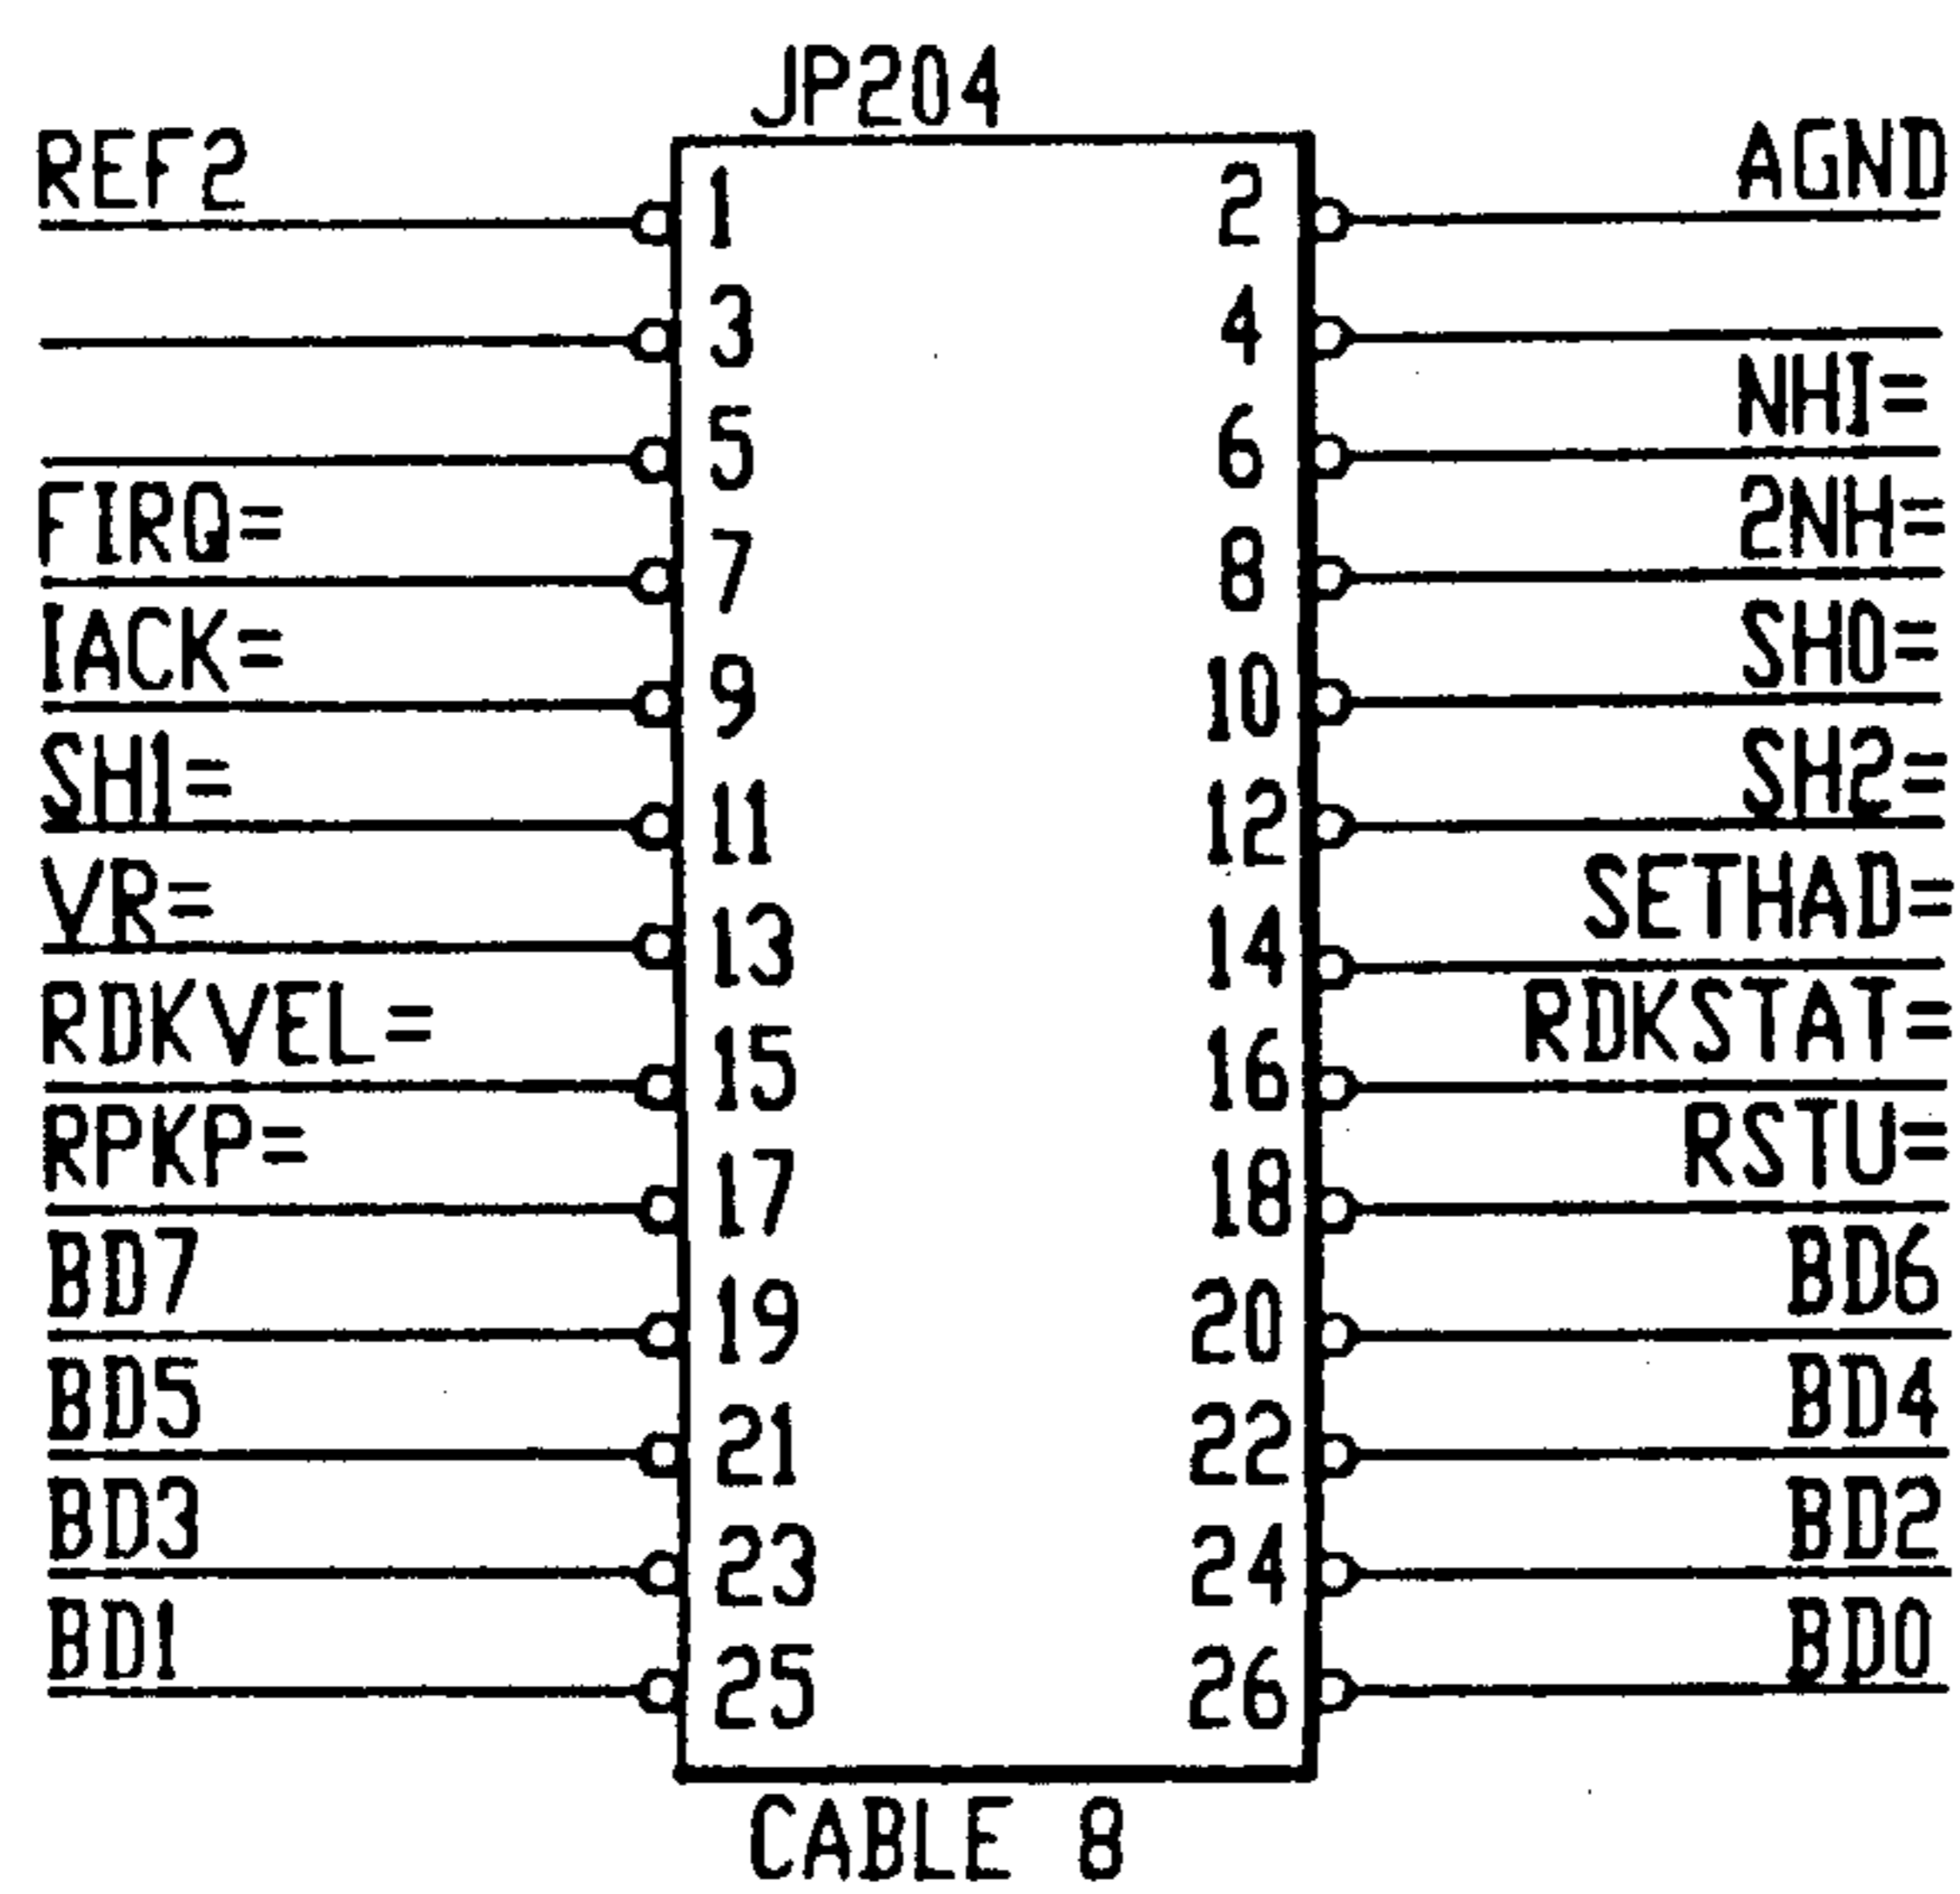 JP204
REF2 1 2 AGND
3 4
5 6 NHI=
FIRQ= 7 8 2NH=
IACK= 9 10 SH0=
SH1= 11 12 SH2=
VR= 13 14 SETHAD=
RDKVEL= 15 16 RDKSTAT=
RPKP= 17 18 RSTU=
BD7 19 20 BD6
BD5 21 22 BD4
BD3 23 24 BD2
BD1 25 26 BD0
CABLE 8